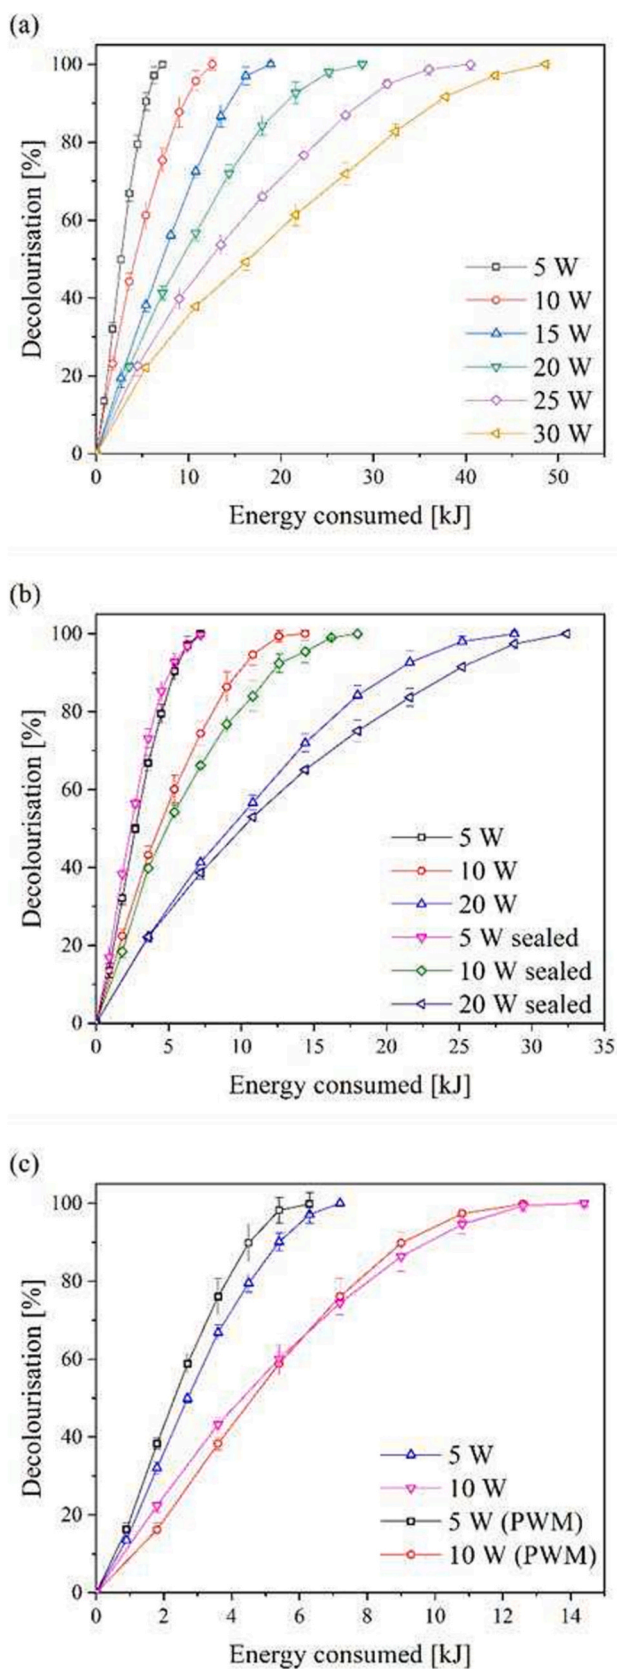 (a)
100
80
60
40
20
0
Decolourisation [%]
5 W
10 W
15 W
20 W
25 W
30 W
0 10 20 30 40 50
Energy consumed [kJ]
(b)
100
80
60
40
20
0
Decolourisation [%]
5 W
10 W
20 W
5 W sealed
10 W sealed
20 W sealed
0 5 10 15 20 25 30 35
Energy consumed [kJ]
(c)
100
80
60
40
20
0
Decolourisation [%]
5 W
10 W
5 W (PWM)
10 W (PWM)
0 2 4 6 8 10 12 14
Energy consumed [kJ]